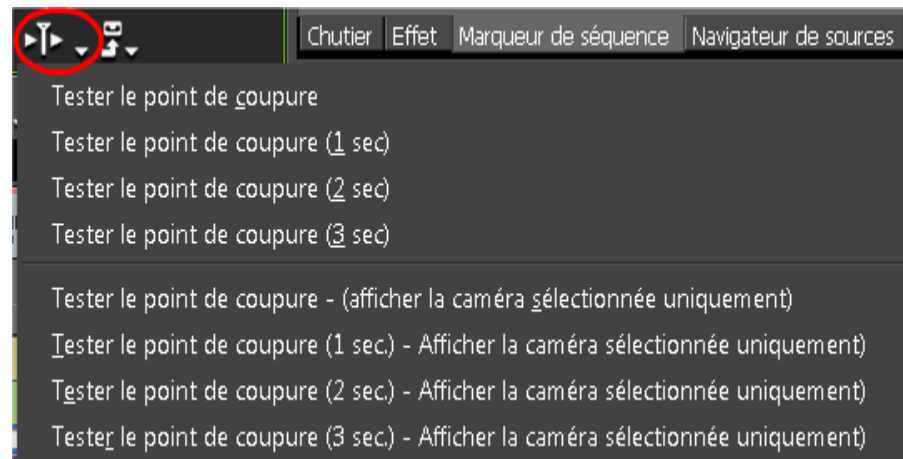 Chutier Effet Marqueur de séquence Navigateur de sources
Tester le point de coupure
Tester le point de coupure (1 sec)
Tester le point de coupure (2 sec)
Tester le point de coupure (3 sec)
Tester le point de coupure - (afficher la caméra sélectionnée uniquement)
Tester le point de coupure (1 sec.) - Afficher la caméra sélectionnée uniquement)
Tester le point de coupure (2 sec.) - Afficher la caméra sélectionnée uniquement)
Tester le point de coupure (3 sec.) - Afficher la caméra sélectionnée uniquement)